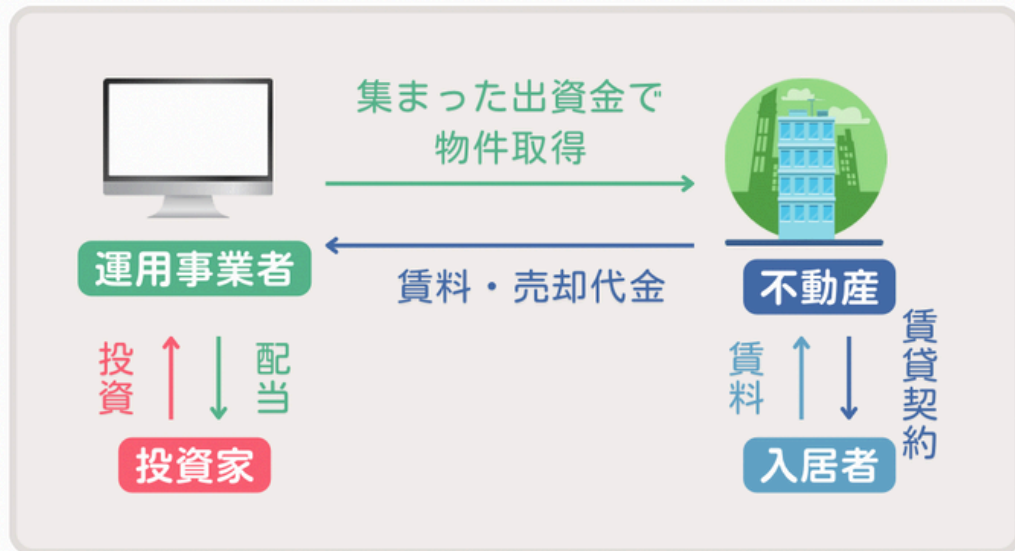 集まった出資金で
物件取得
運用事業者
賃料・売却代金
不動産
投資
配当
賃料
賃貸契約
投資家
入居者